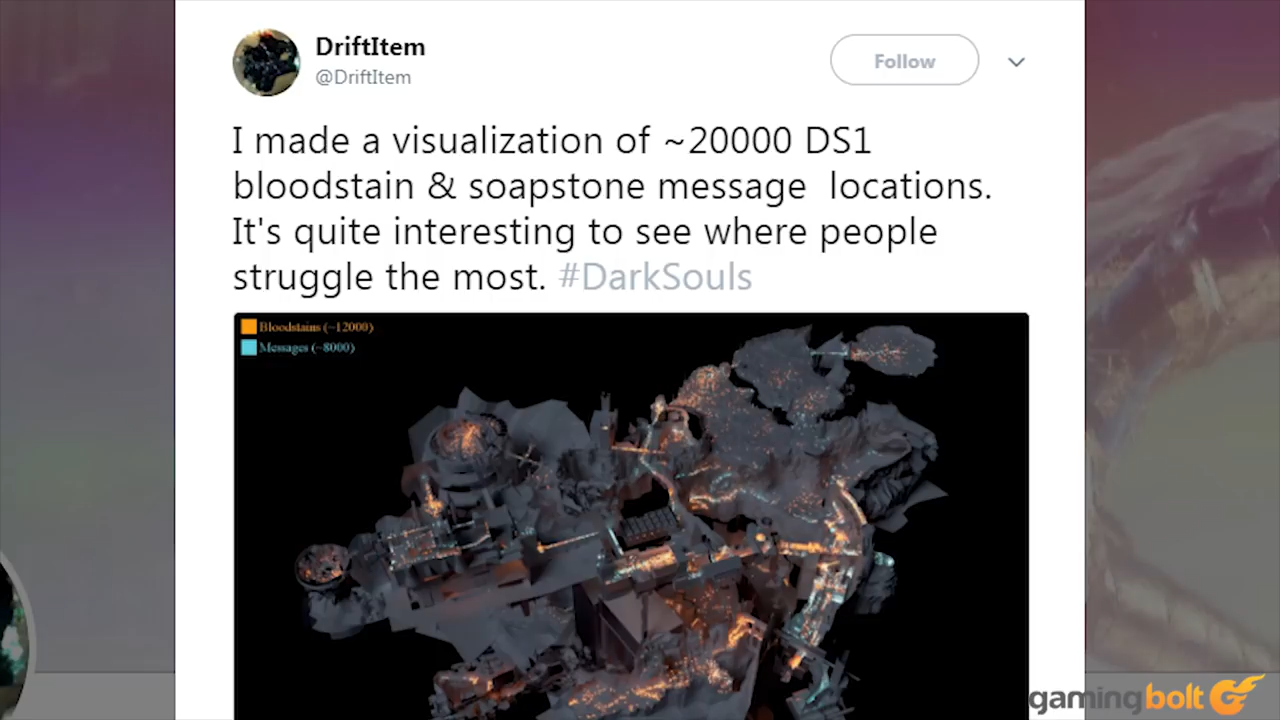 DriftItem
@DriftItem
Follow
I made a visualization of ~20000 DS1
bloodstain & soapstone message locations.
It's quite interesting to see where people
struggle the most. #DarkSouls
Bloodstains (~12000)
Messages (~8000)
gamingbolt